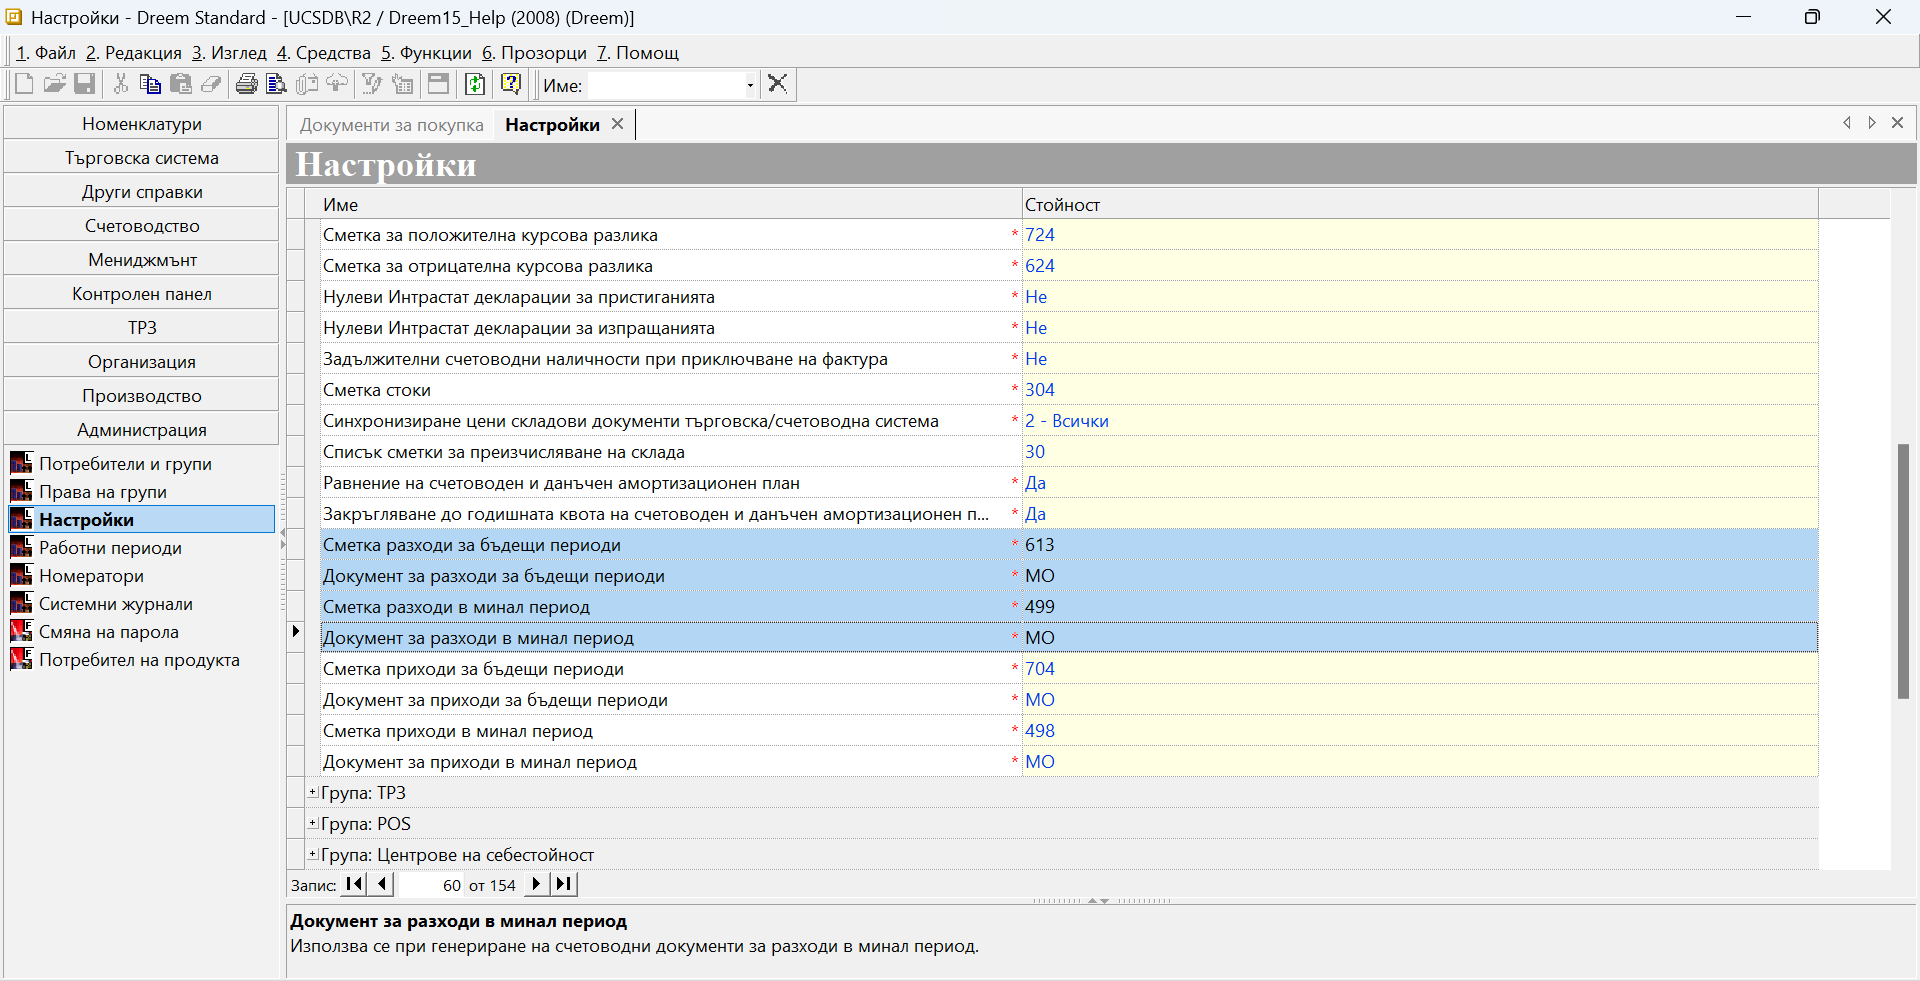 Настройки - Dreem Standard - [UCSDB\R2 / Dreem15_Help (2008) (Dreem)]
1. Файл 2. Редакция 3. Изглед 4. Средства 5. Функции 6. Прозорци 7. Помощ
Име:
Номенклатури
Търговска система
Други справки
Счетоводство
Мениджмънт
Контролен панел
ТРЗ
Организация
Производство
Администрация
Потребители и групи
Права на групи
Настройки
Работни периоди
Номератори
Системни журнали
Смяна на парола
Потребител на продукта
Документи за покупка Настройки
Настройки
Име Стойност
Сметка за положителна курсова разлика * 724
Сметка за отрицателна курсова разлика * 624
Нулеви Интрастат декларации за пристиганията * Не
Нулеви Интрастат декларации за изпращанията * Не
Задължителни счетоводни наличности при приключване на фактура * Не
Сметка стоки * 304
Синхронизиране цени складови документи търговска/счетоводна система * 2 - Всички
Списък сметки за преизчисляване на склада 30
Равнение на счетоводен и данъчен амортизационен план * Да
Закръгляване до годишната квота на счетоводен и данъчен амортизационен п... * Да
Сметка разходи за бъдещи периоди * 613
Документ за разходи за бъдещи периоди * МО
Сметка разходи в минал период * 499
Документ за разходи в минал период * МО
Сметка приходи за бъдещи периоди * 704
Документ за приходи за бъдещи периоди * МО
Сметка приходи в минал период * 498
Документ за приходи в минал период * МО
Група: ТРЗ
Група: POS
Група: Центрове на себестойност
Запис: 60 от 154
Документ за разходи в минал период
Използва се при генериране на счетоводни документи за разходи в минал период.